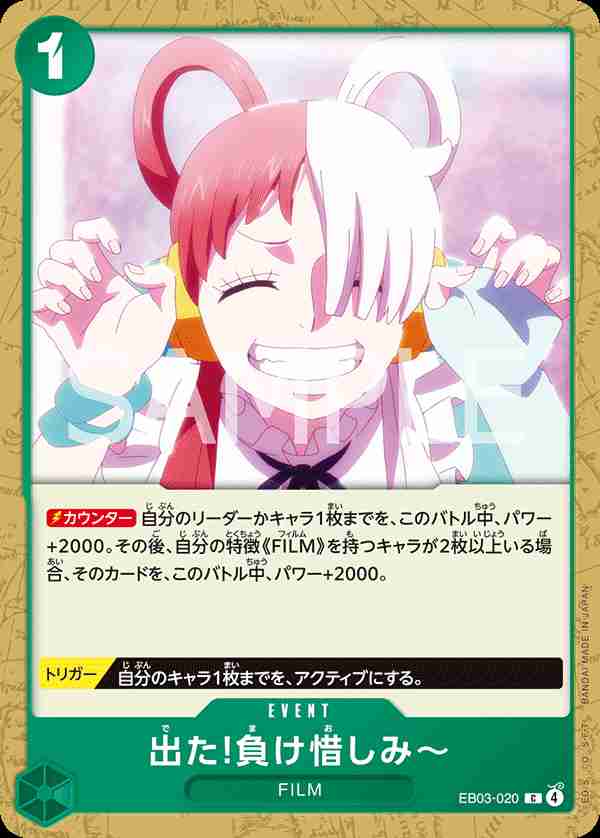 1
SAMPLE
カウンター 自分のリーダーかキャラ1枚までを、このバトル中、パワー
+2000。その後、自分の特徴《FILM》を持つキャラが2枚以上いる場
合、そのカードを、このバトル中、パワー+2000。
トリガー 自分のキャラ1枚までを、アクティブにする。
EVENT
出た!負け惜しみ~
FILM
EB03-020 C 4
BANDAI MADE IN JAPAN